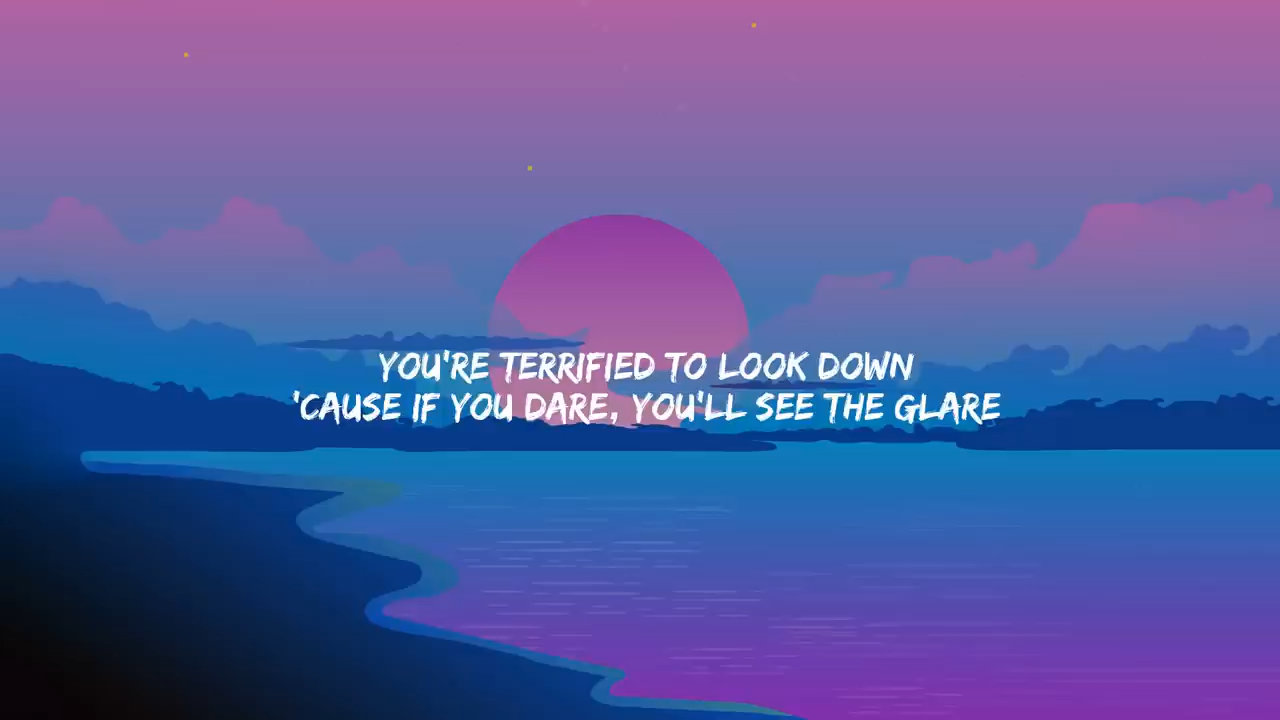 YOU'RE TERRIFIED TO LOOK DOWN
'CAUSE IF YOU DARE, YOU'LL SEE THE GLARE